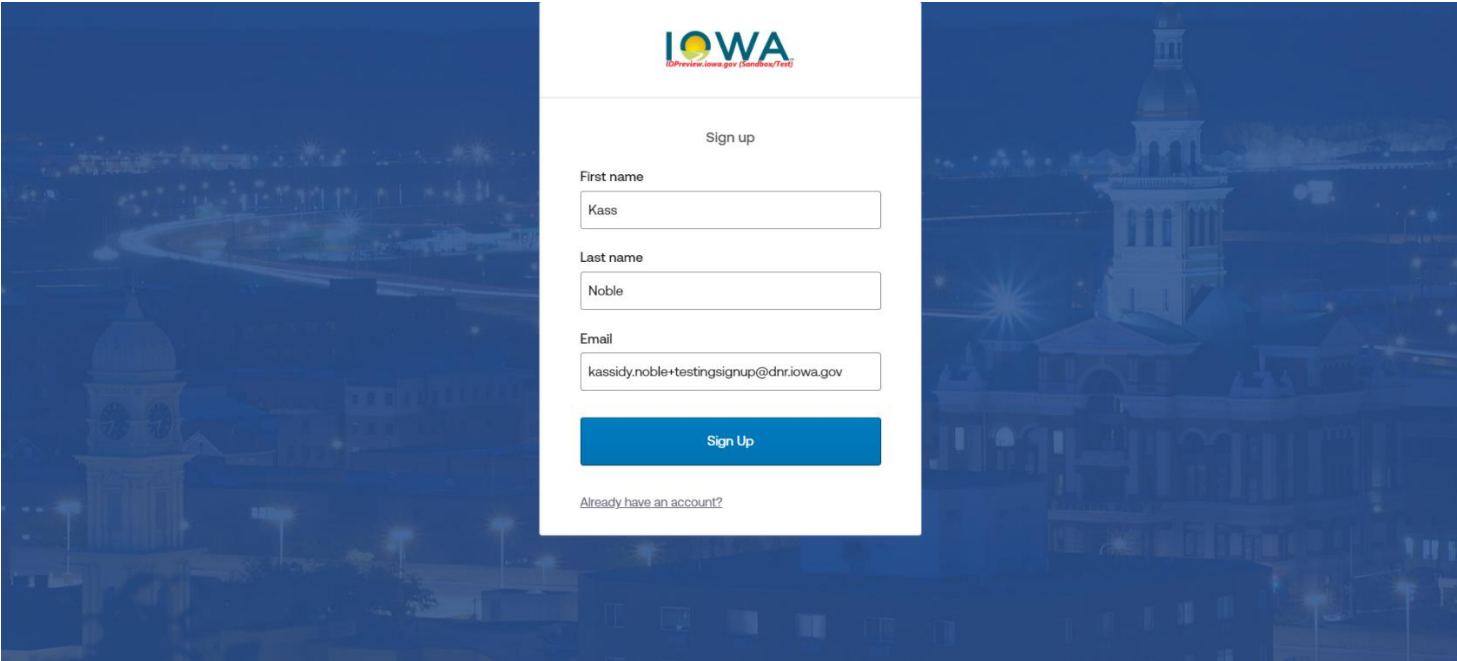 IOWA
IDPreview.iowa.gov (Sandbox/Test)
Sign up
First name
Kass
Last name
Noble
Email
kassidy.noble+testingsignup@dnr.iowa.gov
Sign Up
Already have an account?